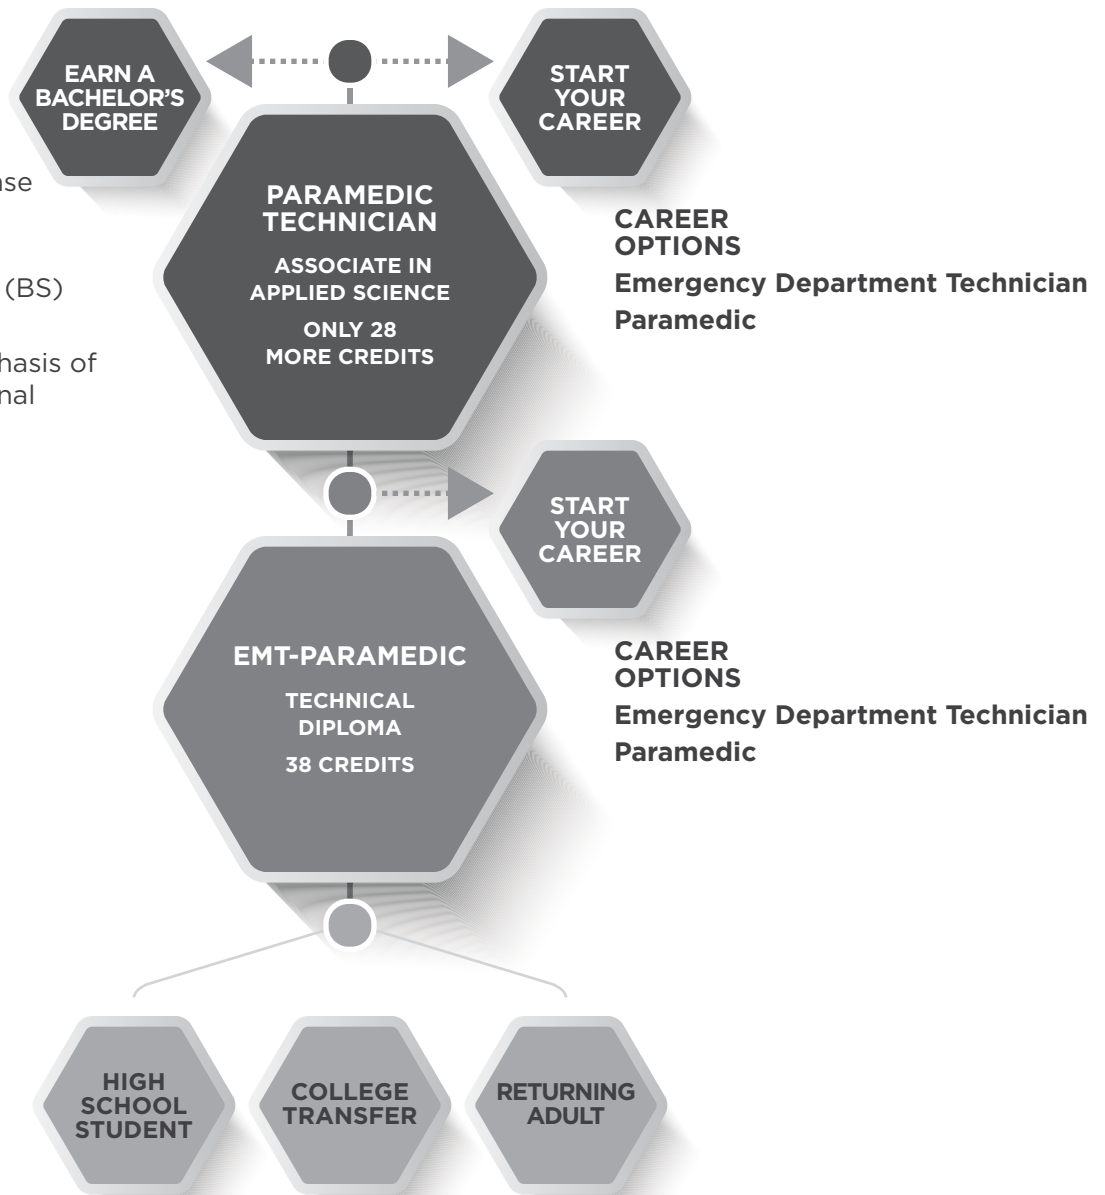 EARN A
BACHELOR'S
DEGREE
START
YOUR
CAREER
(BS)
PARAMEDIC
TECHNICIAN
ASSOCIATE IN
APPLIED SCIENCE
ONLY 28
MORE CREDITS
CAREER
OPTIONS
Emergency Department Technician
Paramedic
of
START
YOUR
CAREER
EMT-PARAMEDIC
TECHNICAL
DIPLOMA
38 CREDITS
CAREER
OPTIONS
Emergency Department Technician
Paramedic
HIGH
SCHOOL
STUDENT
COLLEGE
TRANSFER
RETURNING
ADULT